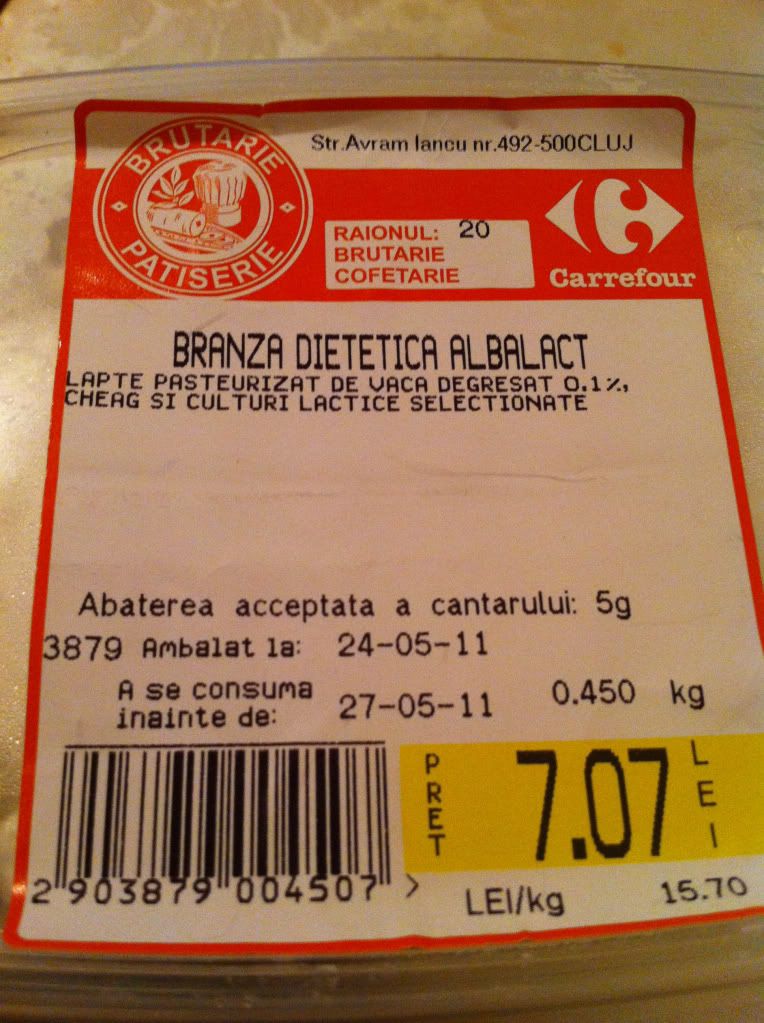 Str.Avram Iancu nr.492-500CLUJ
BRUTARIE
PATISERIE
RAIONUL: 20
BRUTARIE
COFETARIE
Carrefour
BRANZA DIETETICA ALBALACT
LAPTE PASTEURIZAT DE VACA DEGRESAT 0.1%,
CHEAG SI CULTURI LACTICE SELECTIONATE
Abaterea acceptata a cantarului: 5g
3879 Ambalat la: 24-05-11
A se consuma
inainte de: 27-05-11 0.450 kg
PRET 7.07 LEI
2 903879 004507 >
LEI/kg 15.70